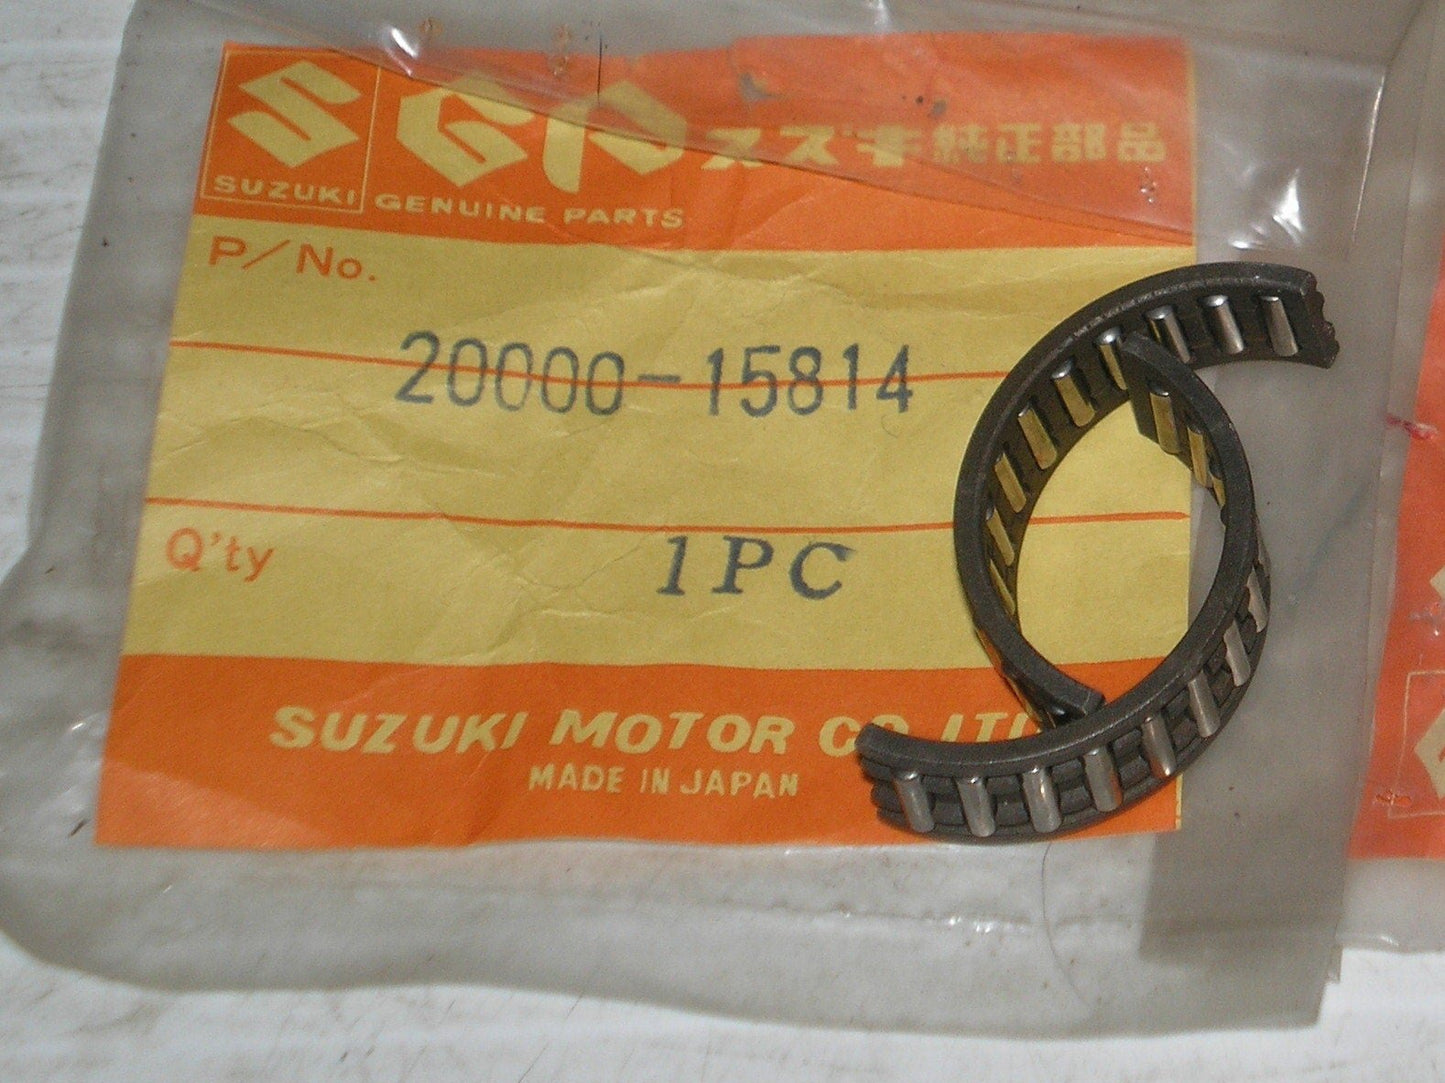 SGP スズキ純正部品
SUZUKI GENUINE PARTS
P/No.
20000-15814
Q'ty 1PC
SUZUKI MOTOR CO. LTD
MADE IN JAPAN